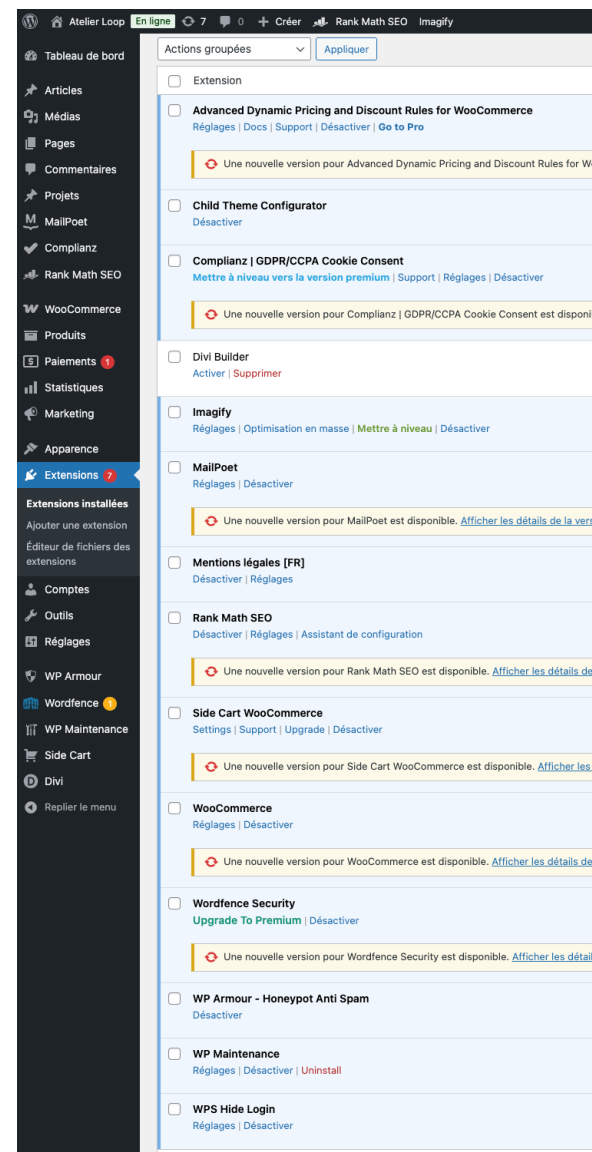 Atelier Loop En ligne 7 0 + Créer Rank Math SEO Imagify
Tableau de bord
Articles
Médias
Pages
Commentaires
Projets
MailPoet
Complianz
Rank Math SEO
WooCommerce
Produits
Paiements 1
Statistiques
Marketing
Apparence
Extensions 7
Extensions installées
Ajouter une extension
Éditeur de fichiers des
extensions
Comptes
Outils
Réglages
WP Armour
Wordfence 1
WP Maintenance
Side Cart
Divi
Replier le menu
Actions groupées Appliquer
Extension
Advanced Dynamic Pricing and Discount Rules for WooCommerce
Réglages | Docs | Support | Désactiver | Go to Pro
Une nouvelle version pour Advanced Dynamic Pricing and Discount Rules for W
Child Theme Configurator
Désactiver
Complianz | GDPR/CCPA Cookie Consent
Mettre à niveau vers la version premium | Support | Réglages | Désactiver
Une nouvelle version pour Complianz | GDPR/CCPA Cookie Consent est disponi
Divi Builder
Activer | Supprimer
Imagify
Réglages | Optimisation en masse | Mettre à niveau | Désactiver
MailPoet
Réglages | Désactiver
Une nouvelle version pour MailPoet est disponible. Afficher les détails de la vers
Mentions légales [FR]
Désactiver | Réglages
Rank Math SEO
Désactiver | Réglages | Assistant de configuration
Une nouvelle version pour Rank Math SEO est disponible. Afficher les détails de
Side Cart WooCommerce
Settings | Support | Upgrade | Désactiver
Une nouvelle version pour Side Cart WooCommerce est disponible. Afficher les
WooCommerce
Réglages | Désactiver
Une nouvelle version pour WooCommerce est disponible. Afficher les détails de
Wordfence Security
Upgrade To Premium | Désactiver
Une nouvelle version pour Wordfence Security est disponible. Afficher les détail
WP Armour - Honeypot Anti Spam
Désactiver
WP Maintenance
Réglages | Désactiver | Uninstall
WPS Hide Login
Réglages | Désactiver